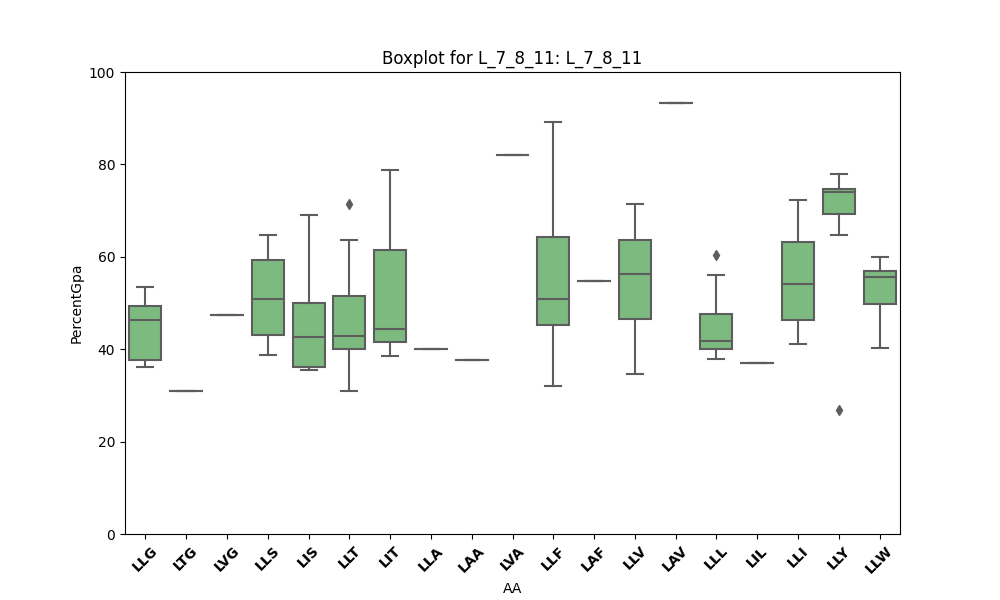 Boxplot for L_7_8_11: L_7_8_11
100
80
60
40
20
0
PercentGpa
LLG LTG LVG LLS LIS LLT LIT LLA LAA LVA LLF LAF LLV LAV LLL LIL LLI LLY LLW
AA